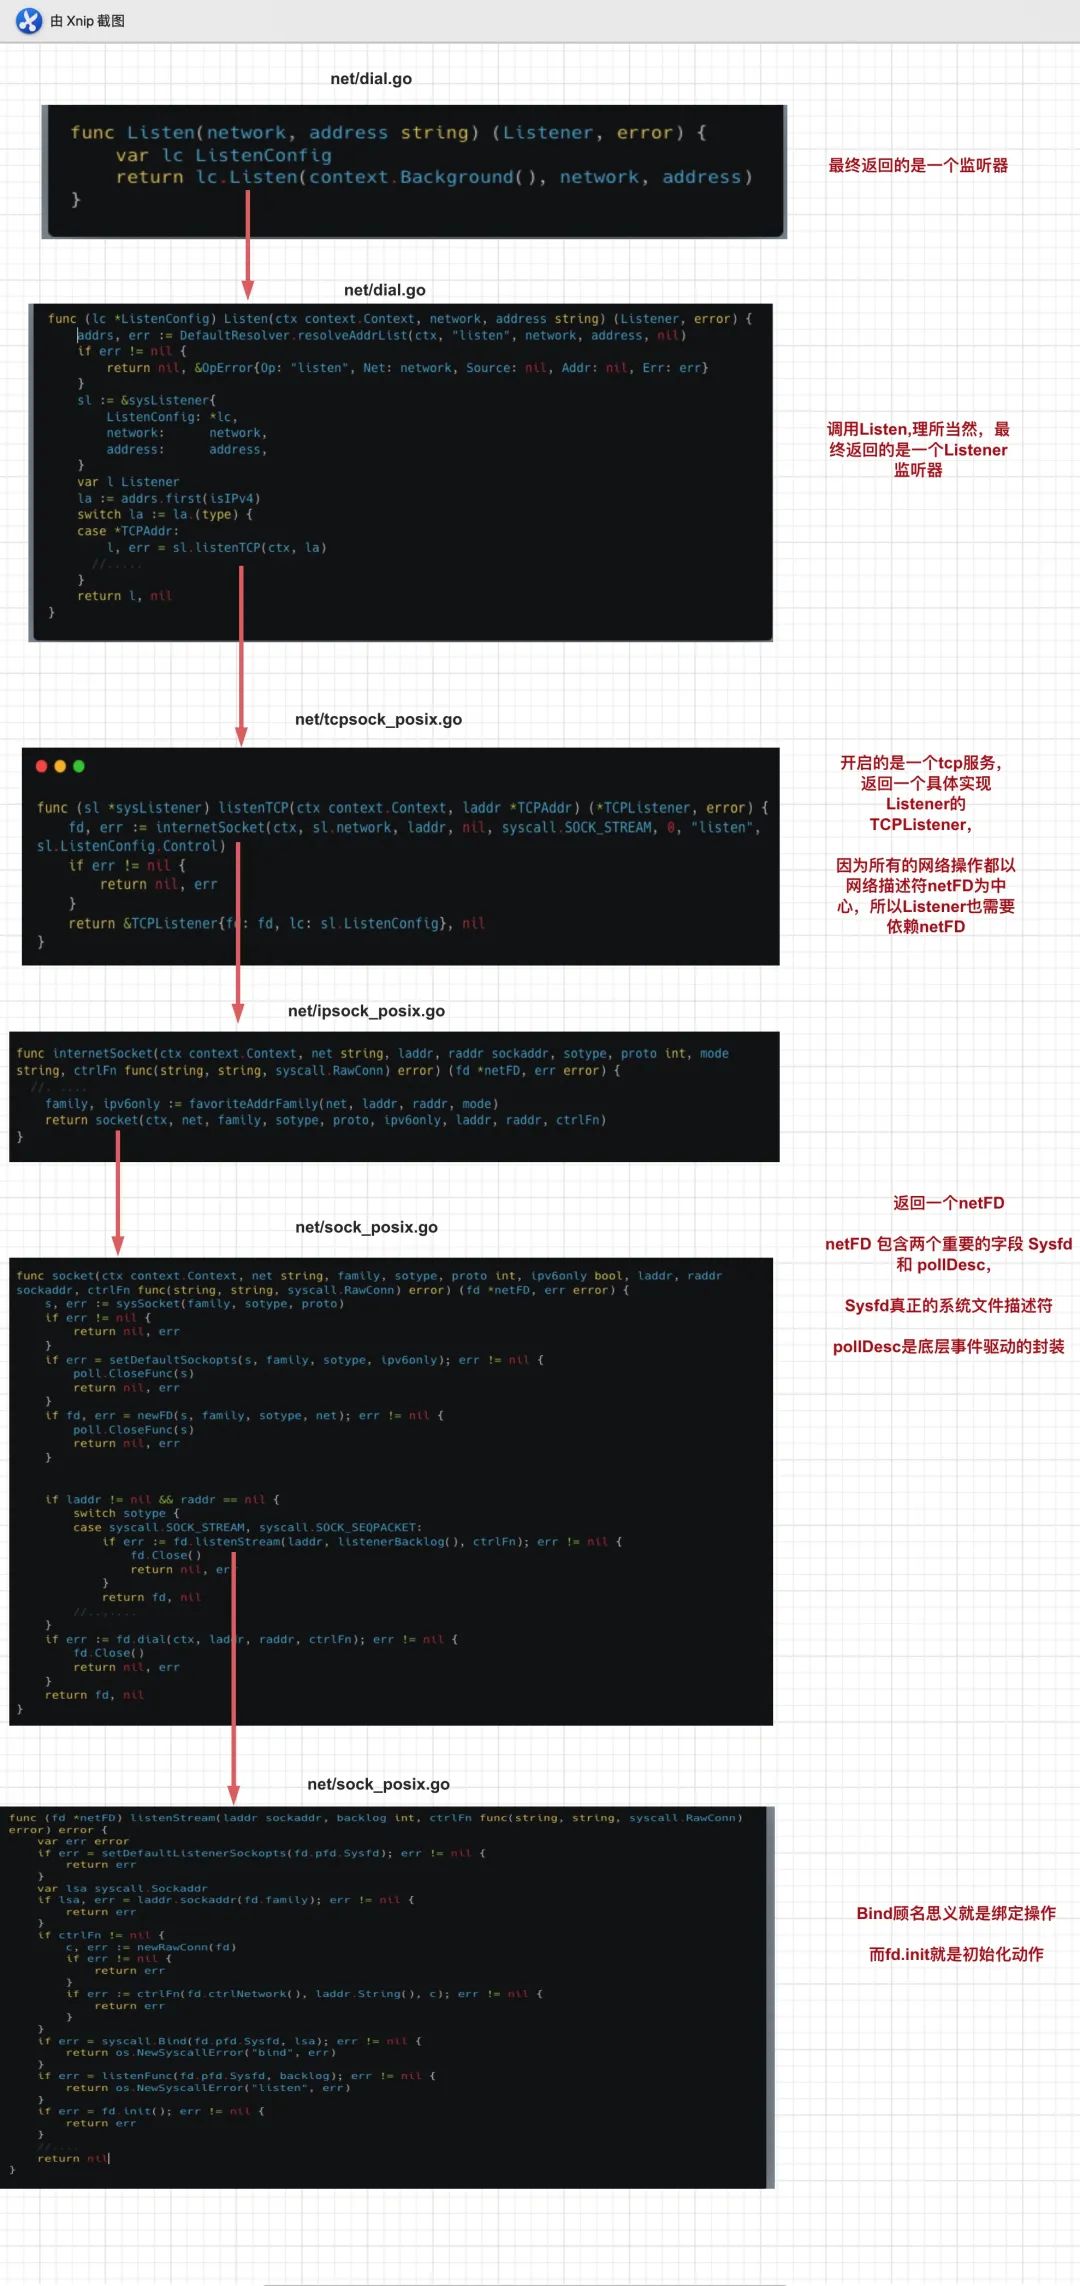 由 Xnip 截图
net/dial.go
func Listen(network, address string) (Listener, error) {
    var lc ListenConfig
    return lc.Listen(context.Background(), network, address)
}
最终返回的是一个监听器
net/dial.go
func (lc *ListenConfig) Listen(ctx context.Context, network, address string) (Listener, error) {
    addrs, err := DefaultResolver.resolveAddrList(ctx, "listen", network, address, nil)
    if err != nil {
        return nil, &OpError{Op: "listen", Net: network, Source: nil, Addr: nil, Err: err}
    }
    sl := &sysListener{
        ListenConfig: *lc,
        network:      network,
        address:      address,
    }
    var l Listener
    la := addrs.first(isIPv4)
    switch la := la.(type) {
    case *TCPAddr:
        l, err = sl.listenTCP(ctx, la)
      //.....
    }
    return l, nil
}
调用Listen,理所当然，最
终返回的是一个Listener
监听器
net/tcpsock_posix.go
func (sl *sysListener) listenTCP(ctx context.Context, laddr *TCPAddr) (*TCPListener, error) {
    fd, err := internetSocket(ctx, sl.network, laddr, nil, syscall.SOCK_STREAM, 0, "listen",
sl.ListenConfig.Control)
    if err != nil {
        return nil, err
    }
    return &TCPListener{fd: fd, lc: sl.ListenConfig}, nil
}
开启的是一个tcp服务，
返回一个具体实现
Listener的
TCPListener，
因为所有的网络操作都以
网络描述符netFD为中
心，所以Listener也需要
依赖netFD
net/ipsock_posix.go
func internetSocket(ctx context.Context, net string, laddr, raddr sockaddr, sotype, proto int, mode
string, ctrlFn func(string, string, syscall.RawConn) error) (fd *netFD, err error) {
  //. ....
    family, ipv6only := favoriteAddrFamily(net, laddr, raddr, mode)
    return socket(ctx, net, family, sotype, proto, ipv6only, laddr, raddr, ctrlFn)
}
net/sock_posix.go
func socket(ctx context.Context, net string, family, sotype, proto int, ipv6only bool, laddr, raddr
sockaddr, ctrlFn func(string, string, syscall.RawConn) error) (fd *netFD, err error) {
    s, err := sysSocket(family, sotype, proto)
    if err != nil {
        return nil, err
    }
    if err = setDefaultSockopts(s, family, sotype, ipv6only); err != nil {
        poll.CloseFunc(s)
        return nil, err
    }
    if fd, err = newFD(s, family, sotype, net); err != nil {
        poll.CloseFunc(s)
        return nil, err
    }
    if laddr != nil && raddr == nil {
        switch sotype {
        case syscall.SOCK_STREAM, syscall.SOCK_SEQPACKET:
            if err := fd.listenStream(laddr, listenerBacklog(), ctrlFn); err != nil {
                fd.Close()
                return nil, err
            }
            return fd, nil
        //..,....
    }
    if err := fd.dial(ctx, laddr, raddr, ctrlFn); err != nil {
        fd.Close()
        return nil, err
    }
    return fd, nil
}
返回一个netFD
netFD 包含两个重要的字段 Sysfd
和 pollDesc，
Sysfd真正的系统文件描述符
pollDesc是底层事件驱动的封装
net/sock_posix.go
func (fd *netFD) listenStream(laddr sockaddr, backlog int, ctrlFn func(string, string, syscall.RawConn)
error) error {
    var err error
    if err = setDefaultListenerSockopts(fd.pfd.Sysfd); err != nil {
        return err
    }
    var lsa syscall.Sockaddr
    if lsa, err = laddr.sockaddr(fd.family); err != nil {
        return err
    }
    if ctrlFn != nil {
        c, err := newRawConn(fd)
        if err != nil {
            return err
        }
        if err := ctrlFn(fd.ctrlNetwork(), laddr.String(), c); err != nil {
            return err
        }
    }
    if err = syscall.Bind(fd.pfd.Sysfd, lsa); err != nil {
        return os.NewSyscallError("bind", err)
    }
    if err = listenFunc(fd.pfd.Sysfd, backlog); err != nil {
        return os.NewSyscallError("listen", err)
    }
    if err = fd.init(); err != nil {
        return err
    }
    //....
    return nil
}
Bind顾名思义就是绑定操作
而fd.init就是初始化动作